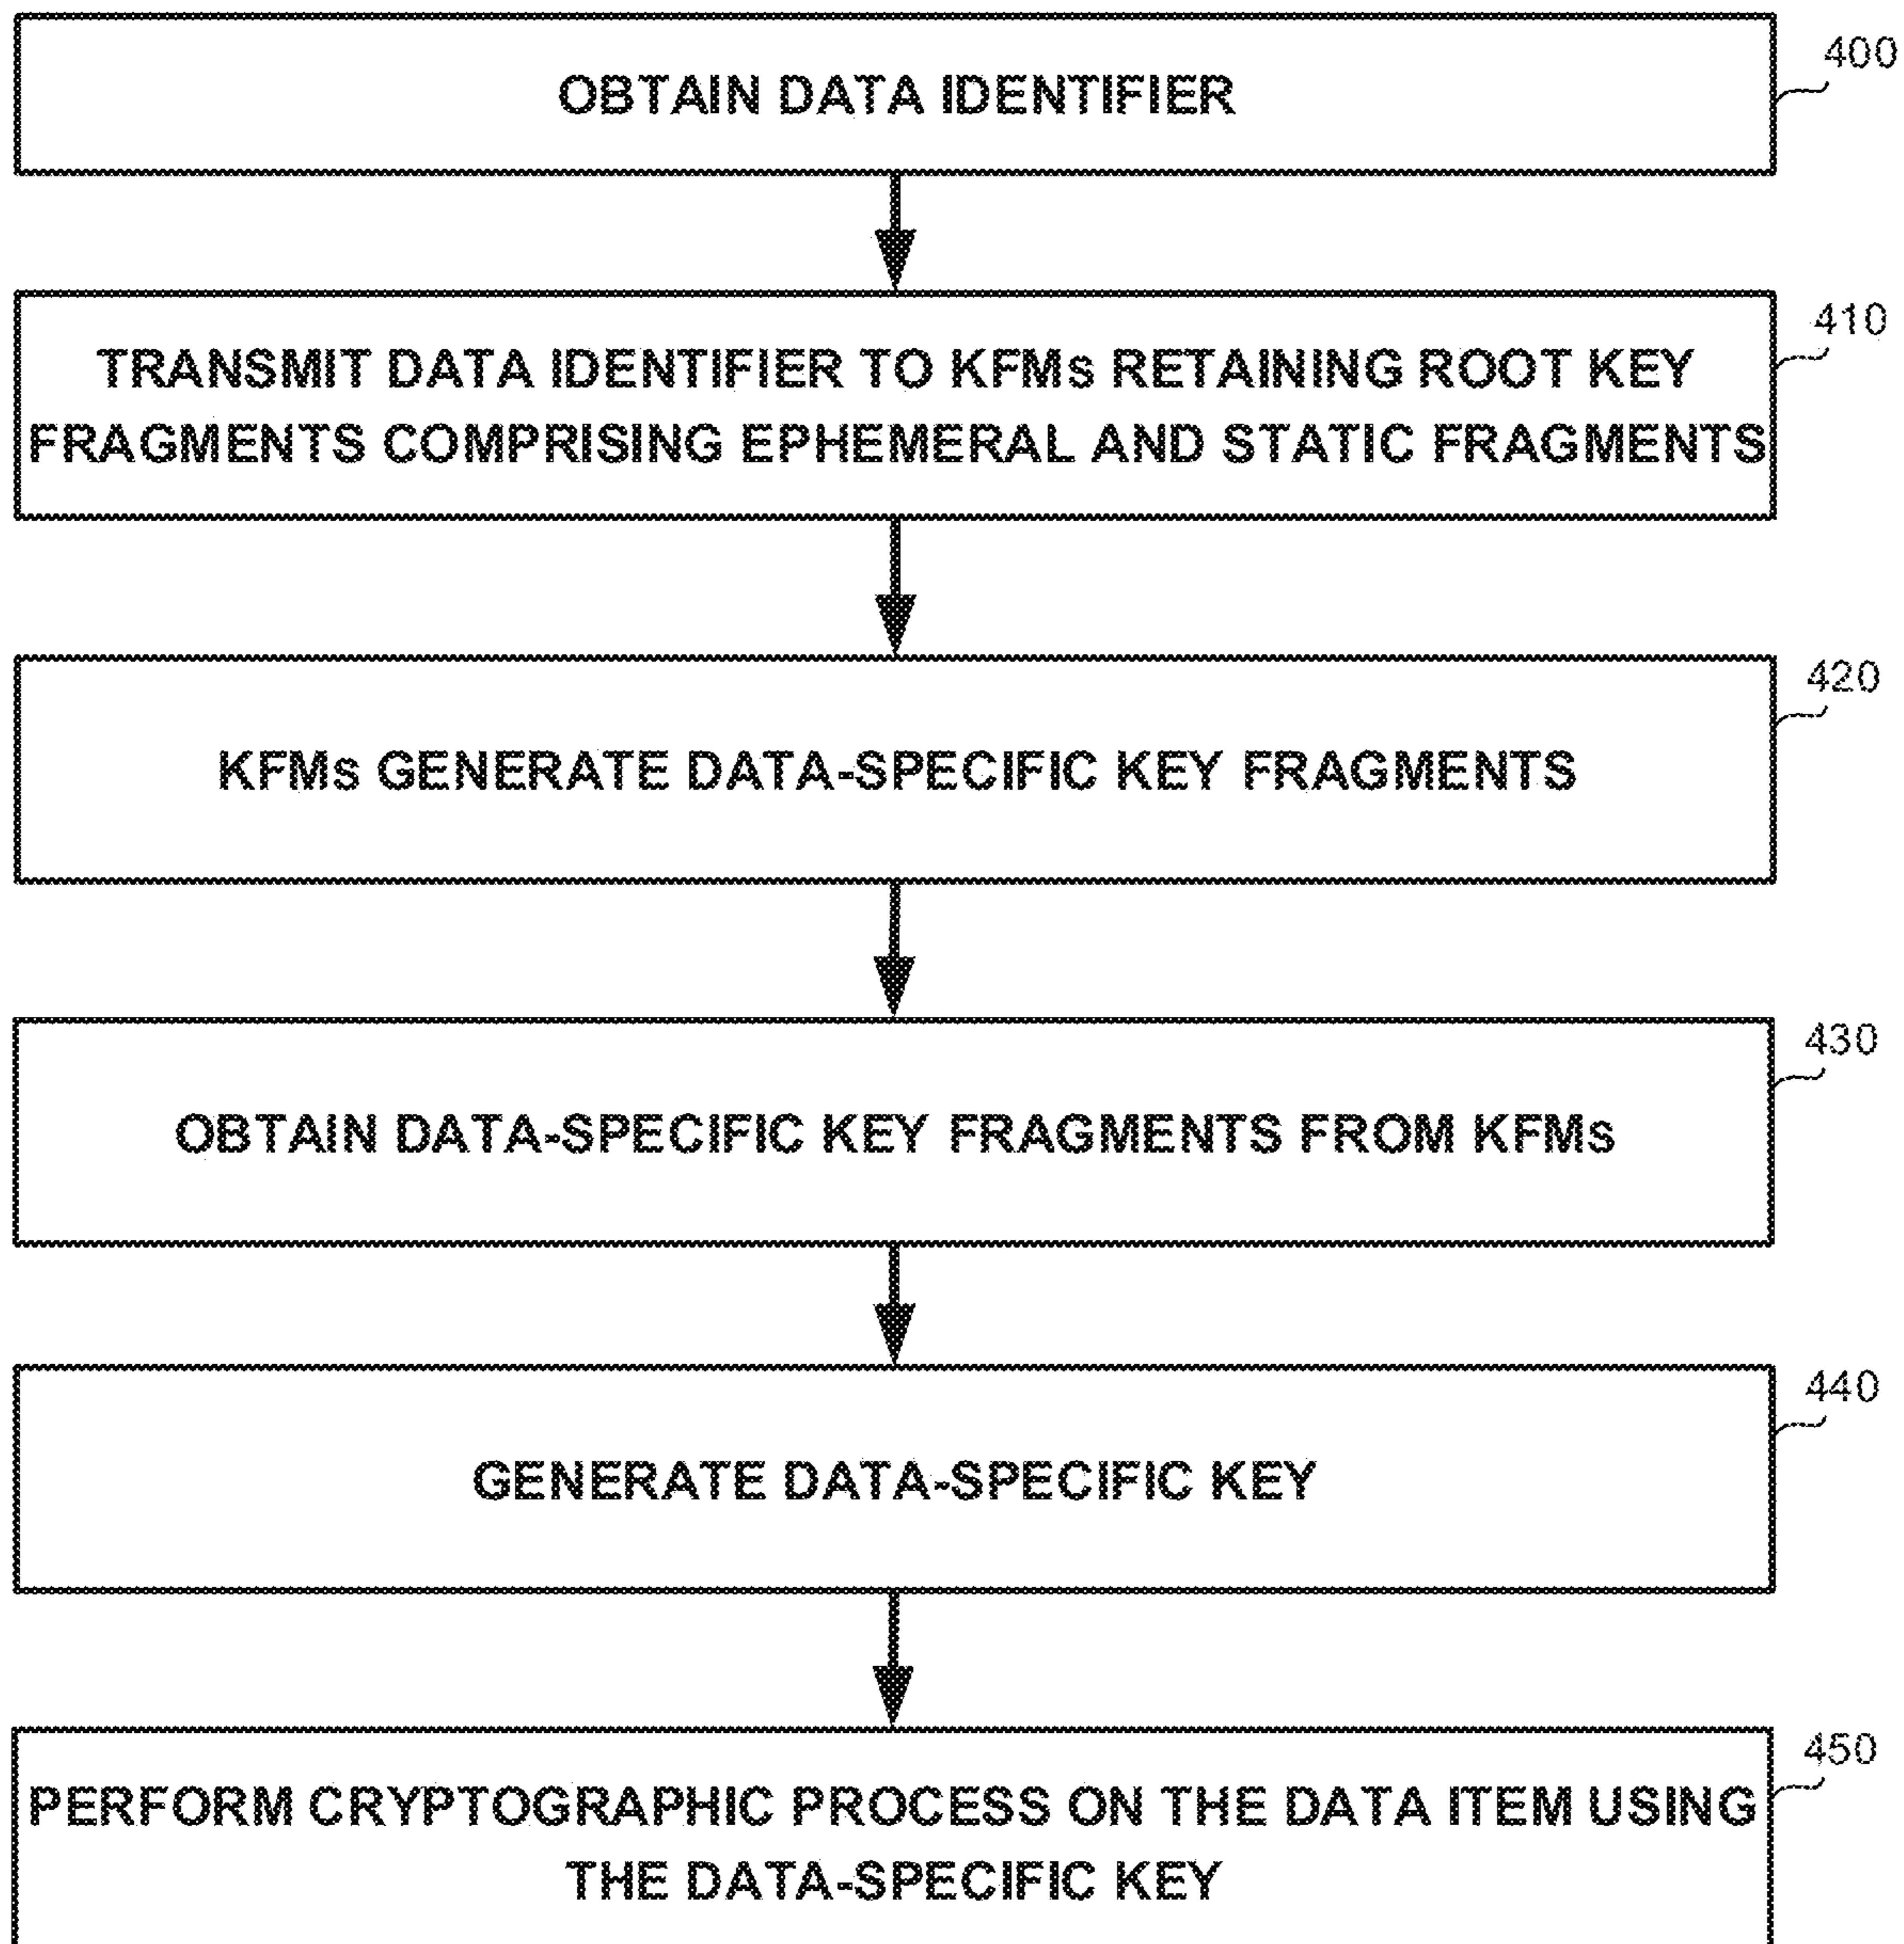 OBTAIN DATA IDENTIFIER
400
TRANSMIT DATA IDENTIFIER TO KFMs RETAINING ROOT KEY
FRAGMENTS COMPRISING EPHEMERAL AND STATIC FRAGMENTS
410
KFMs GENERATE DATA-SPECIFIC KEY FRAGMENTS
420
OBTAIN DATA-SPECIFIC KEY FRAGMENTS FROM KFMs
430
GENERATE DATA-SPECIFIC KEY
440
PERFORM CRYPTOGRAPHIC PROCESS ON THE DATA ITEM USING
THE DATA-SPECIFIC KEY
450